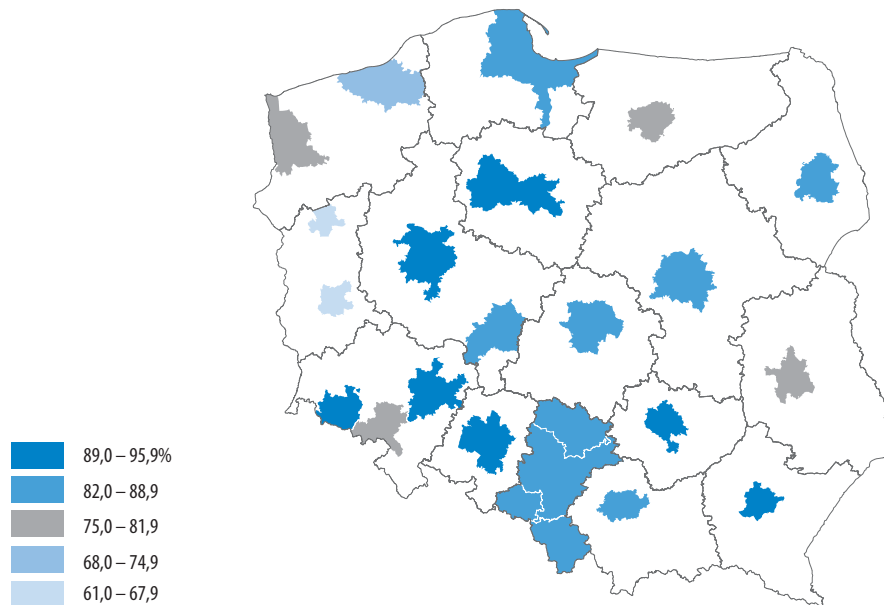 89,0 – 95,9%
82,0 – 88,9
75,0 – 81,9
68,0 – 74,9
61,0 – 67,9